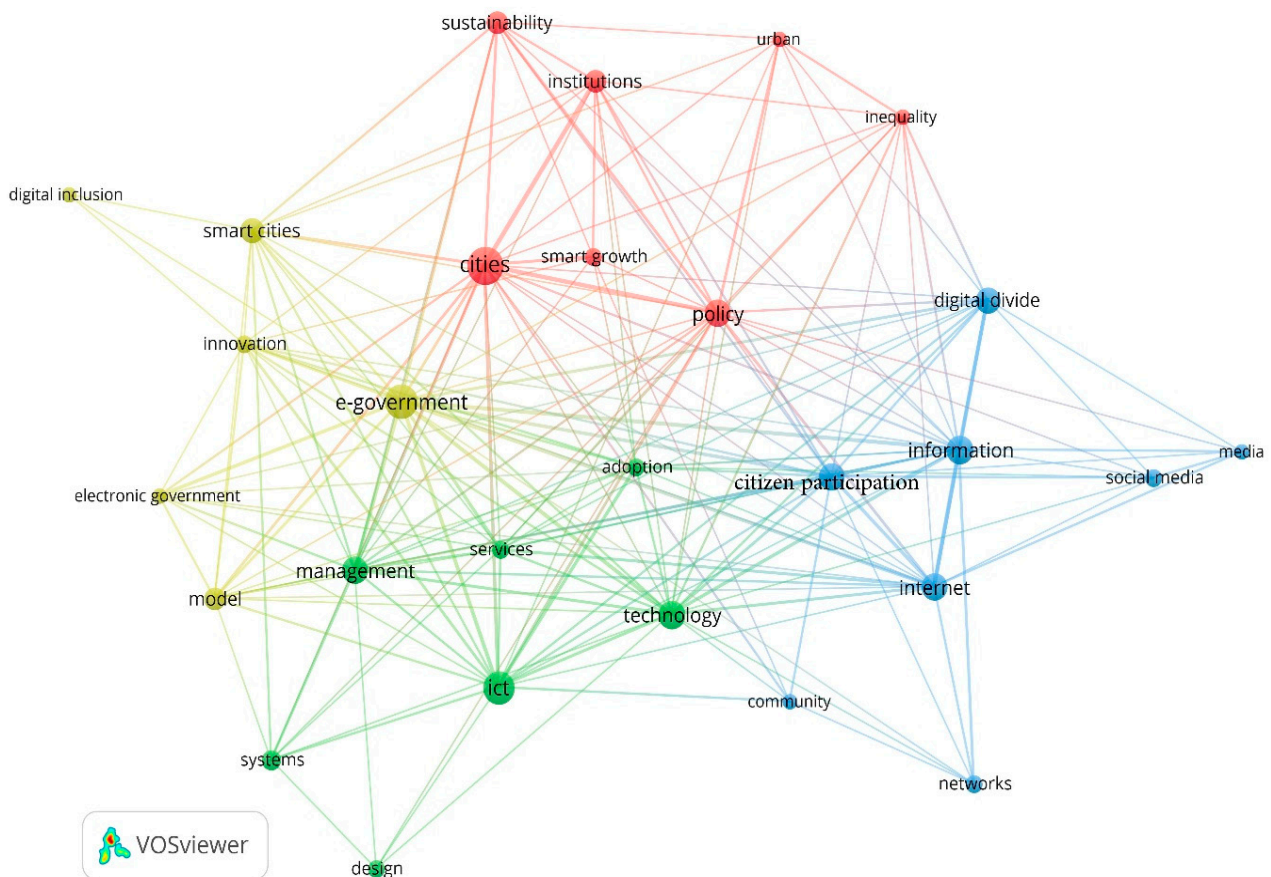 sustainability
urban
institutions
inequality
digital inclusion
smart cities
smart growth
cities
digital divide
policy
innovation
e-government
information
media
adoption
social media
citizen participation
electronic government
services
management
internet
model
technology
ict
community
systems
networks
VOSviewer
design